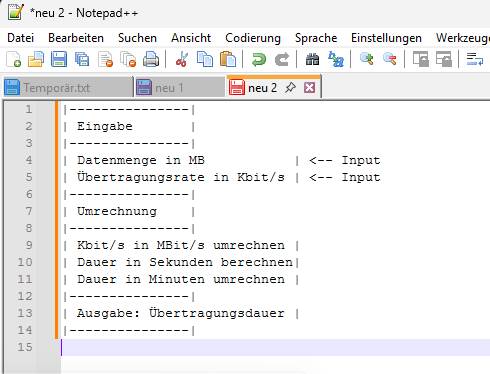 *neu 2 - Notepad++
Datei Bearbeiten Suchen Ansicht Codierung Sprache Einstellungen Werkzeuge
Temporär.txt neu 1 neu 2
1 |---------------|
2 | Eingabe       |
3 |---------------|
4 | Datenmenge in MB           | <-- Input
5 | Übertragungsrate in Kbit/s | <-- Input
6 |---------------|
7 | Umrechnung    |
8 |---------------|
9 | Kbit/s in MBit/s umrechnen |
10 | Dauer in Sekunden berechnen|
11 | Dauer in Minuten umrechnen |
12 |---------------|
13 | Ausgabe: Übertragungsdauer |
14 |---------------|
15